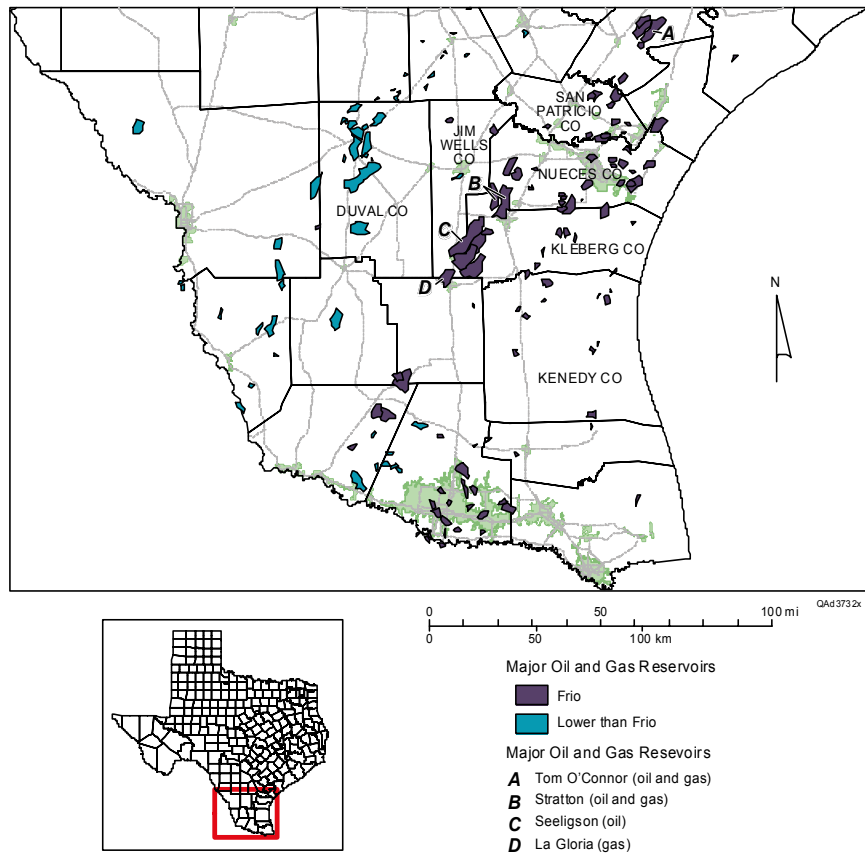 A
SAN
PATRICIO
CO
JIM
WELLS
CO
B
NUECES CO
DUVAL CO
C
KLEBERG CO
D
N
KENEDY CO
QAd3732x
0 50 100 mi
0 50 100 km
Major Oil and Gas Reservoirs
Frio
Lower than Frio
Major Oil and Gas Resevoirs
A Tom O'Connor (oil and gas)
B Stratton (oil and gas)
C Seeligson (oil)
D La Gloria (gas)